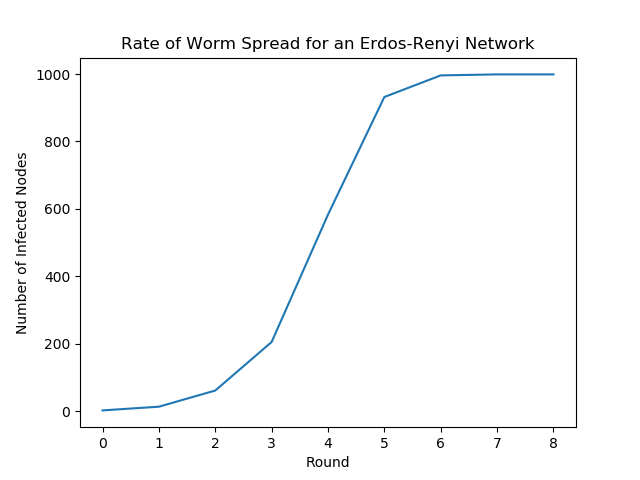 Rate of Worm Spread for an Erdos-Renyi Network
1000
800
600
400
200
0
Number of Infected Nodes
0 1 2 3 4 5 6 7 8
Round